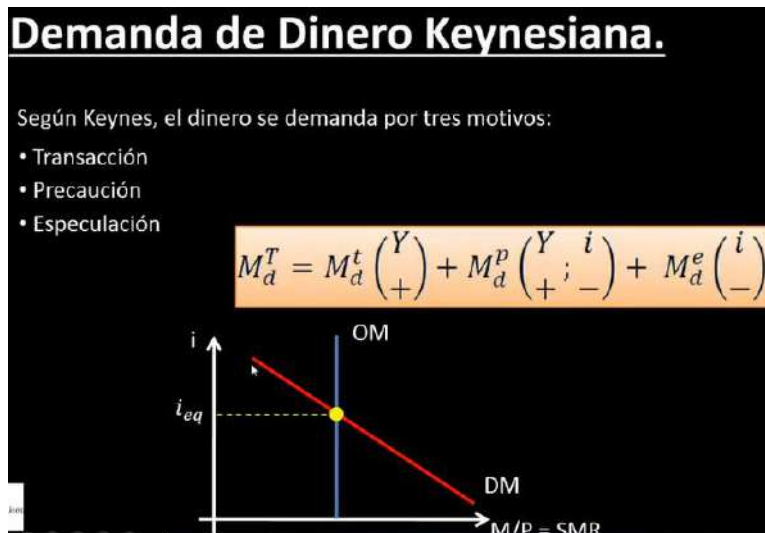 Demanda de Dinero Keynesiana.
Según Keynes, el dinero se demanda por tres motivos:
• Transacción
• Precaución
• Especulación
M_d^T = M_d^t (Y +) + M_d^p (Y + ; i −) + M_d^e (i −)
i
OM
i_eq
DM
M/P = SMR